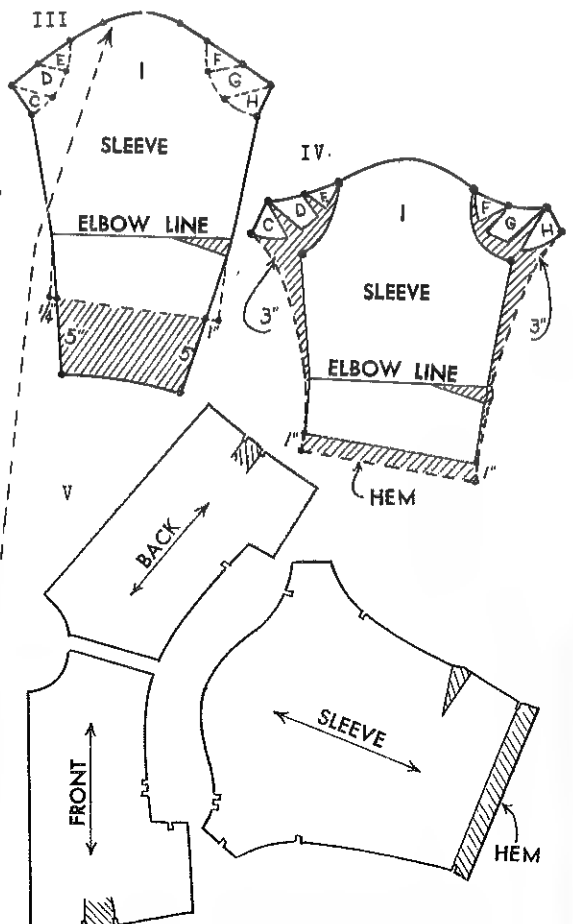 III
I
E
D
C
F
G
H
SLEEVE
ELBOW LINE
1/4"
5"
5
1"
IV.
C
D
E
I
F
G
H
SLEEVE
3"
3"
ELBOW LINE
1"
1"
HEM
V
BACK
FRONT
SLEEVE
HEM